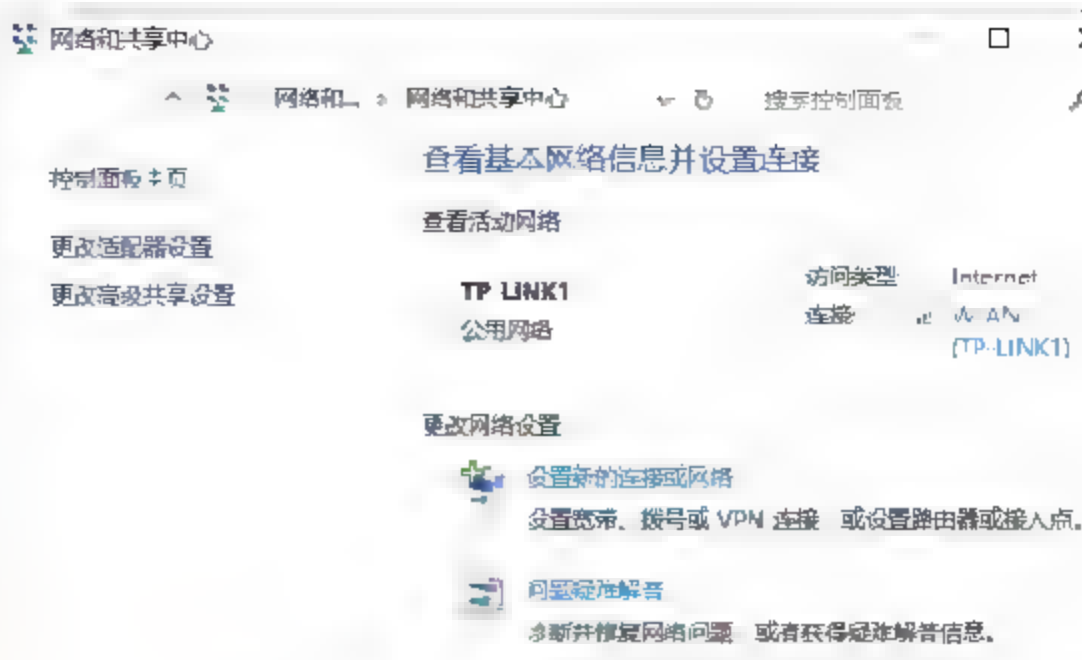 网络和共享中心
网络和... 网络和共享中心 搜索控制面板
控制面板主页
更改适配器设置
更改高级共享设置
查看基本网络信息并设置连接
查看活动网络
TP-LINK1
公用网络
访问类型: Internet
连接: WLAN
(TP-LINK1)
更改网络设置
设置新的连接或网络
设置宽带、拨号或 VPN 连接；或设置路由器或接入点。
问题疑难解答
诊断并修复网络问题，或者获得疑难解答信息。